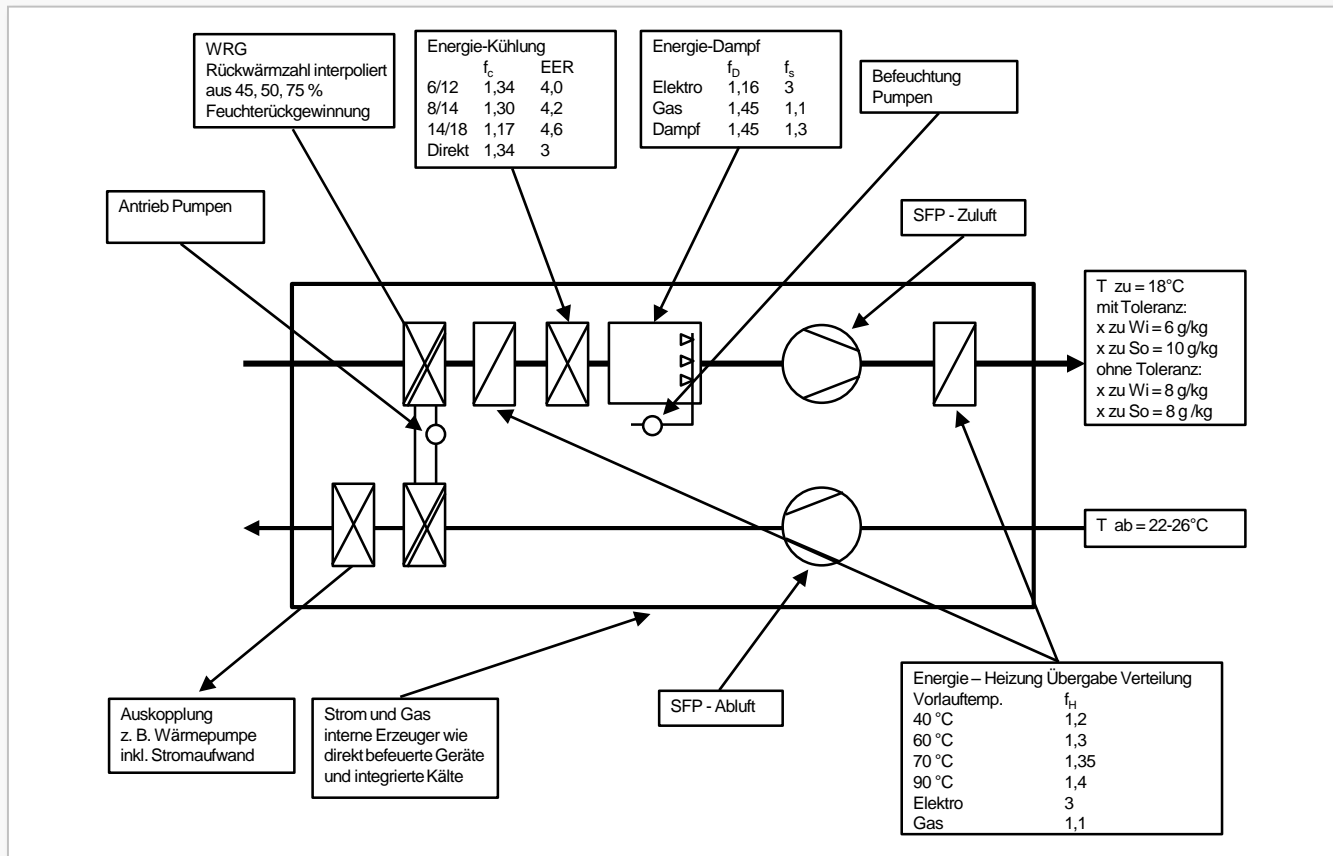 WRG
Rückwärmzahl interpoliert
aus 45, 50, 75 %
Feuchterückgewinnung
Energie-Kühlung
f_c EER
6/12 1,34 4,0
8/14 1,30 4,2
14/18 1,17 4,6
Direkt 1,34 3
Energie-Dampf
f_D f_s
Elektro 1,16 3
Gas 1,45 1,1
Dampf 1,45 1,3
Befeuchtung
Pumpen
Antrieb Pumpen
SFP - Zuluft
T zu = 18°C
mit Toleranz:
x zu Wi = 6 g/kg
x zu So = 10 g/kg
ohne Toleranz:
x zu Wi = 8 g/kg
x zu So = 8 g /kg
T ab = 22-26°C
Auskopplung
z. B. Wärmepumpe
inkl. Stromaufwand
Strom und Gas
interne Erzeuger wie
direkt befeuerte Geräte
und integrierte Kälte
SFP - Abluft
Energie – Heizung Übergabe Verteilung
Vorlauftemp. f_H
40 °C 1,2
60 °C 1,3
70 °C 1,35
90 °C 1,4
Elektro 3
Gas 1,1